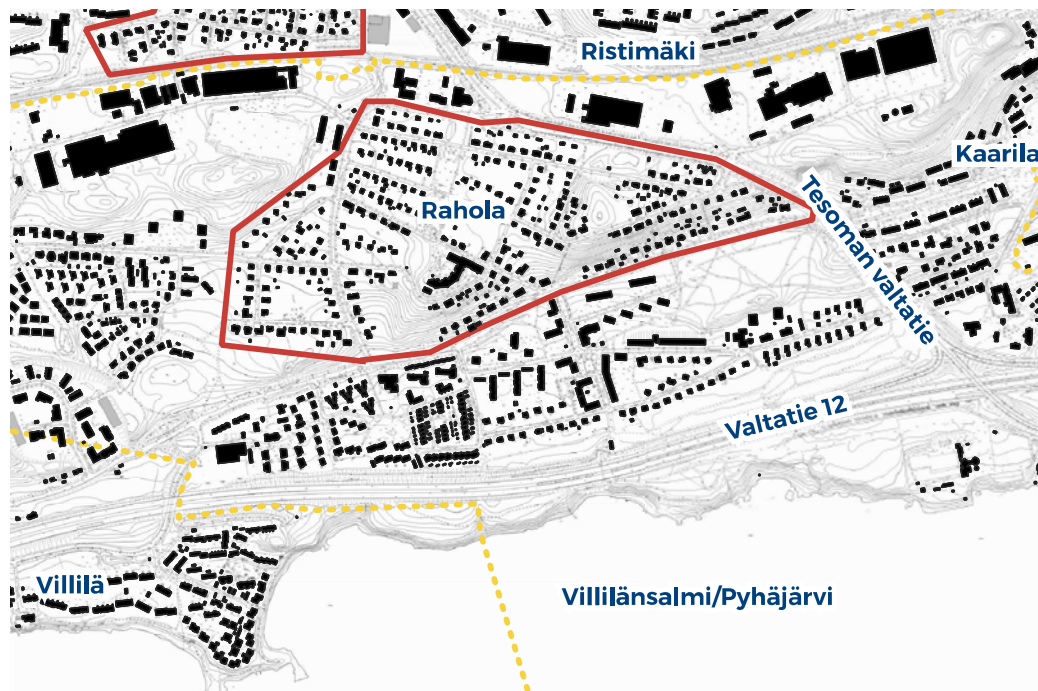 Ristimäki
Kaarila
Rahola
Tesoman valtatie
Valtatie 12
Villilä
Villilänsalmi/Pyhäjärvi